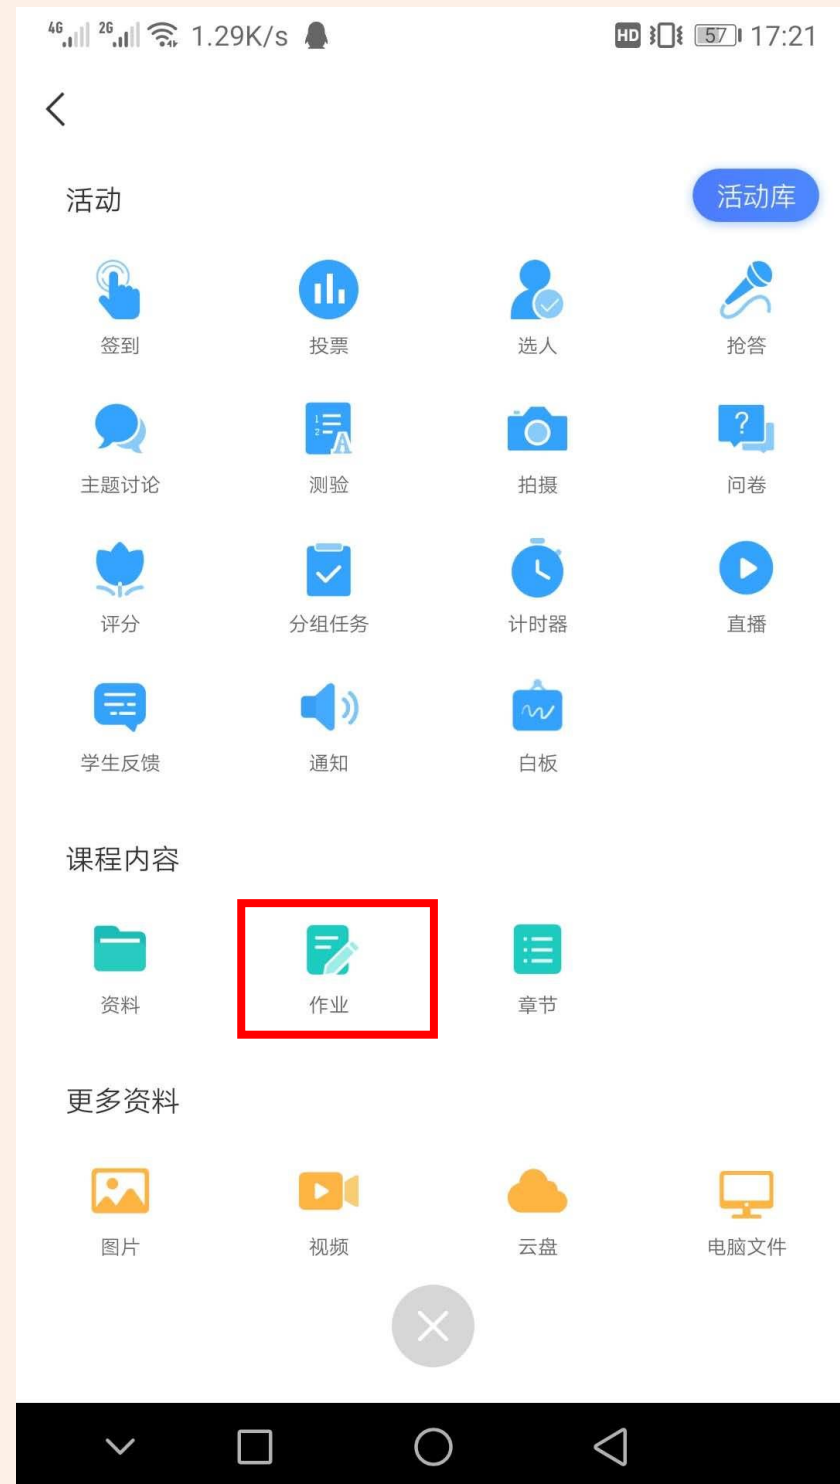 4G 2G 1.29K/s HD 57 17:21
活动 活动库
签到 投票 选人 抢答
主题讨论 测验 拍摄 问卷
评分 分组任务 计时器 直播
学生反馈 通知 白板
课程内容
资料 作业 章节
更多资料
图片 视频 云盘 电脑文件